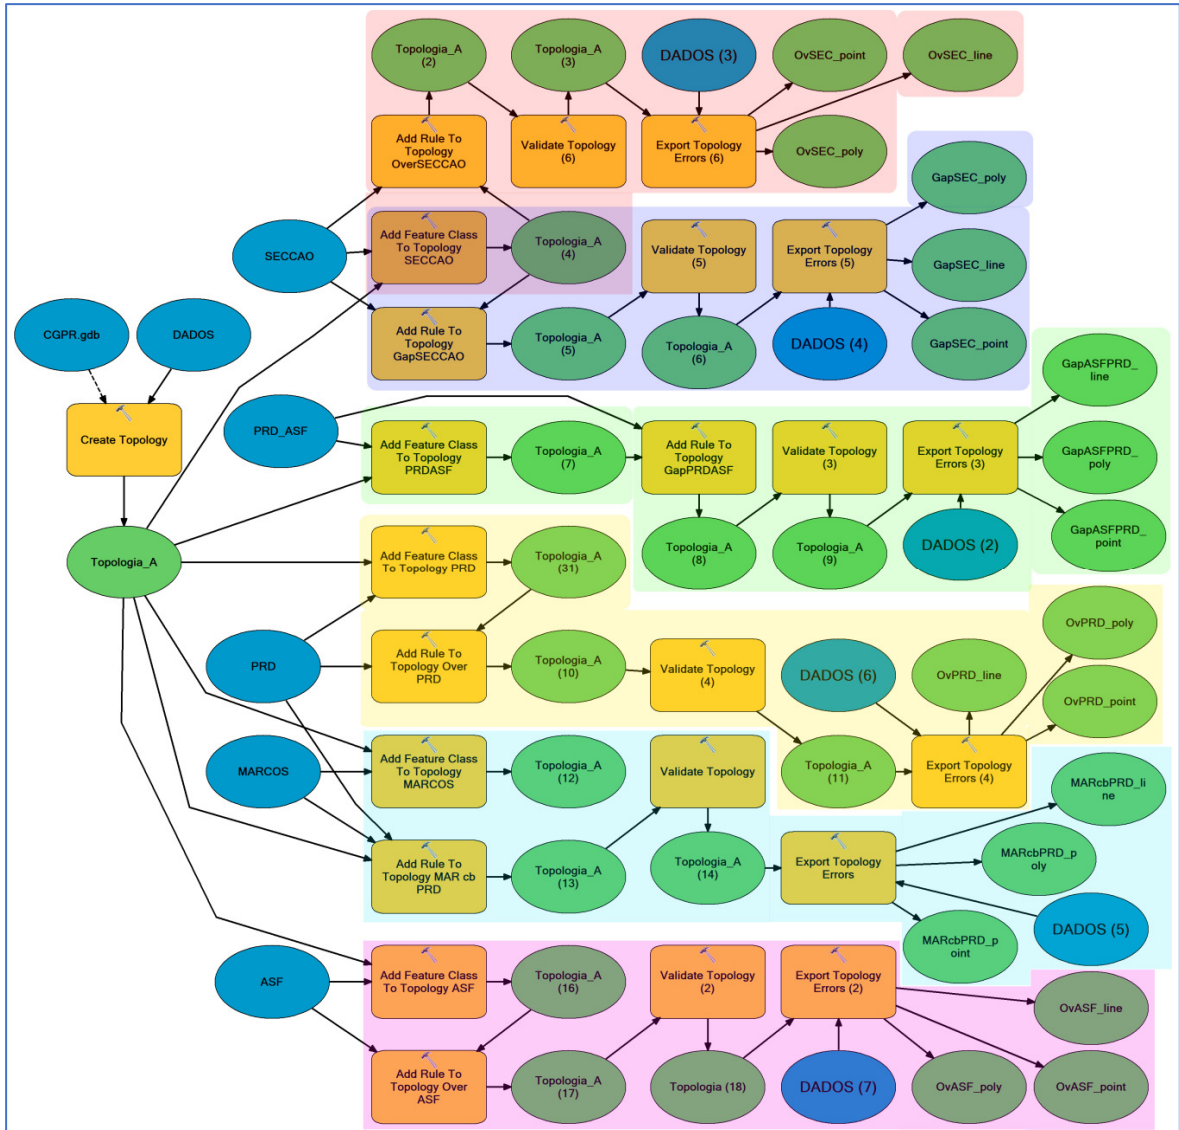 Topologia_A
(2)
Topologia_A
(3)
DADOS (3)
OvSEC_point
OvSEC_line
Add Rule To
Topology
OverSECCAO
Validate Topology
(6)
Export Topology
Errors (6)
OvSEC_poly
GapSEC_poly
SECCAO
Add Feature Class
To Topology
SECCAO
Topologia_A
(4)
Validate Topology
(5)
Export Topology
Errors (5)
GapSEC_line
CGPR.gdb
DADOS
Add Rule To
Topology
GapSECCAO
Topologia_A
(5)
Topologia_A
(6)
DADOS (4)
GapSEC_point
GapASFPRD_
line
Create Topology
PRD_ASF
Add Feature Class
To Topology
PRDASF
Topologia_A
(7)
Add Rule To
Topology
GapPRDASF
Validate Topology
(3)
Export Topology
Errors (3)
GapASFPRD_
poly
Topologia_A
Topologia_A
(8)
Topologia_A
(9)
DADOS (2)
GapASFPRD_
point
Add Feature Class
To Topology PRD
Topologia_A
(31)
OvPRD_poly
PRD
Add Rule To
Topology Over
PRD
Topologia_A
(10)
Validate Topology
(4)
DADOS (6)
OvPRD_line
OvPRD_point
MARCOS
Add Feature Class
To Topology
MARCOS
Topologia_A
(12)
Validate Topology
Topologia_A
(11)
Export Topology
Errors (4)
MARcbPRD_li
ne
Add Rule To
Topology MAR cb
PRD
Topologia_A
(13)
Topologia_A
(14)
Export Topology
Errors
MARcbPRD_p
oly
DADOS (5)
MARcbPRD_p
oint
ASF
Add Feature Class
To Topology ASF
Topologia_A
(16)
Validate Topology
(2)
Export Topology
Errors (2)
OvASF_line
Add Rule To
Topology Over
ASF
Topologia_A
(17)
Topologia (18)
DADOS (7)
OvASF_poly
OvASF_point